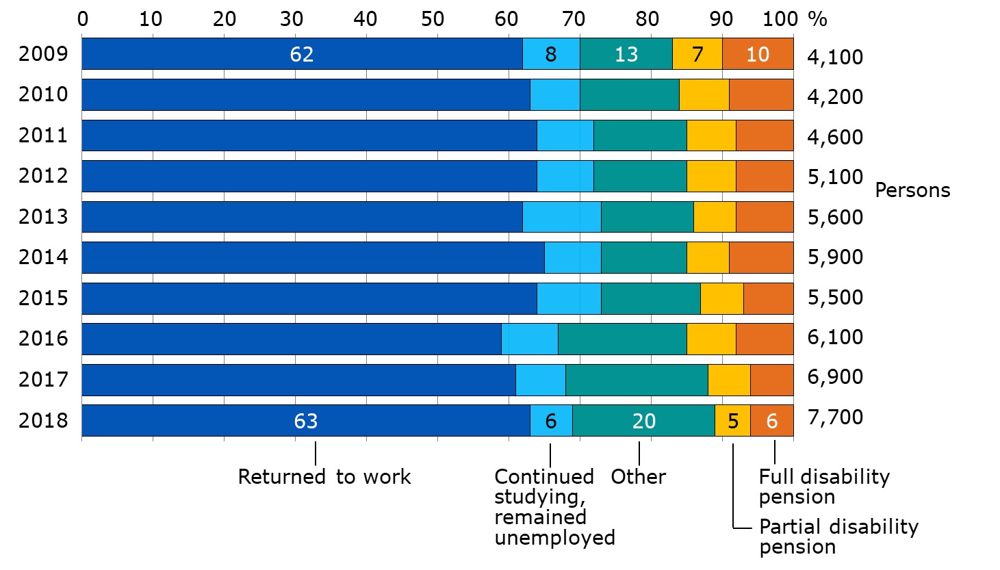 0 10 20 30 40 50 60 70 80 90 100 %
2009 62 8 13 7 10 4,100
2010 4,200
2011 4,600
2012 5,100
Persons
2013 5,600
2014 5,900
2015 5,500
2016 6,100
2017 6,900
2018 63 6 20 5 6 7,700
Returned to work
Continued
studying,
remained
unemployed
Other
Full disability
pension
Partial disability
pension